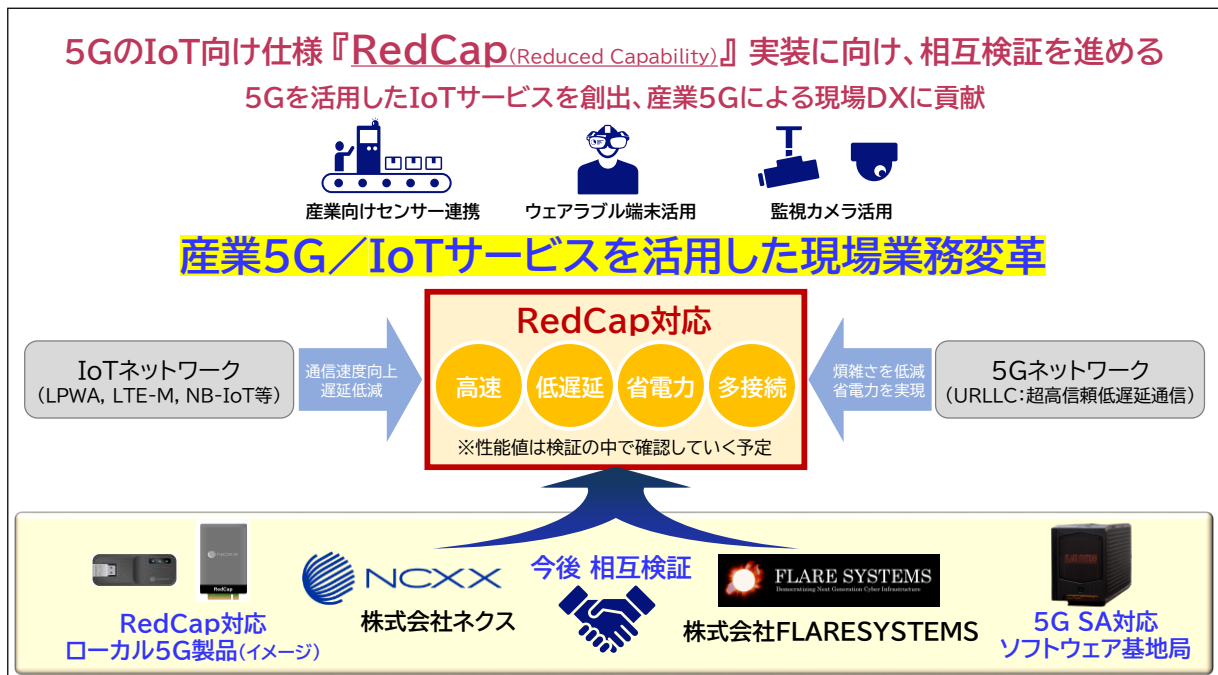 5GのIoT向け仕様『RedCap(Reduced Capability)』実装に向け、相互検証を進める
5Gを活用したIoTサービスを創出、産業5Gによる現場DXに貢献
産業向けセンサー連携
ウェアラブル端末活用
監視カメラ活用
産業5G／IoTサービスを活用した現場業務変革
RedCap対応
IoTネットワーク
(LPWA, LTE-M, NB-IoT等)
通信速度向上
遅延低減
高速
低遅延
省電力
多接続
煩雑さを低減
省電力を実現
5Gネットワーク
(URLLC:超高信頼低遅延通信)
※性能値は検証の中で確認していく予定
NCXX
RedCap
RedCap対応
ローカル5G製品(イメージ)
NCXX
株式会社ネクス
今後 相互検証
FLARE SYSTEMS
Democratizing Next Generation Cyber Infrastructure
株式会社FLARESYSTEMS
FLARE SYSTEMS
5G SA対応
ソフトウェア基地局